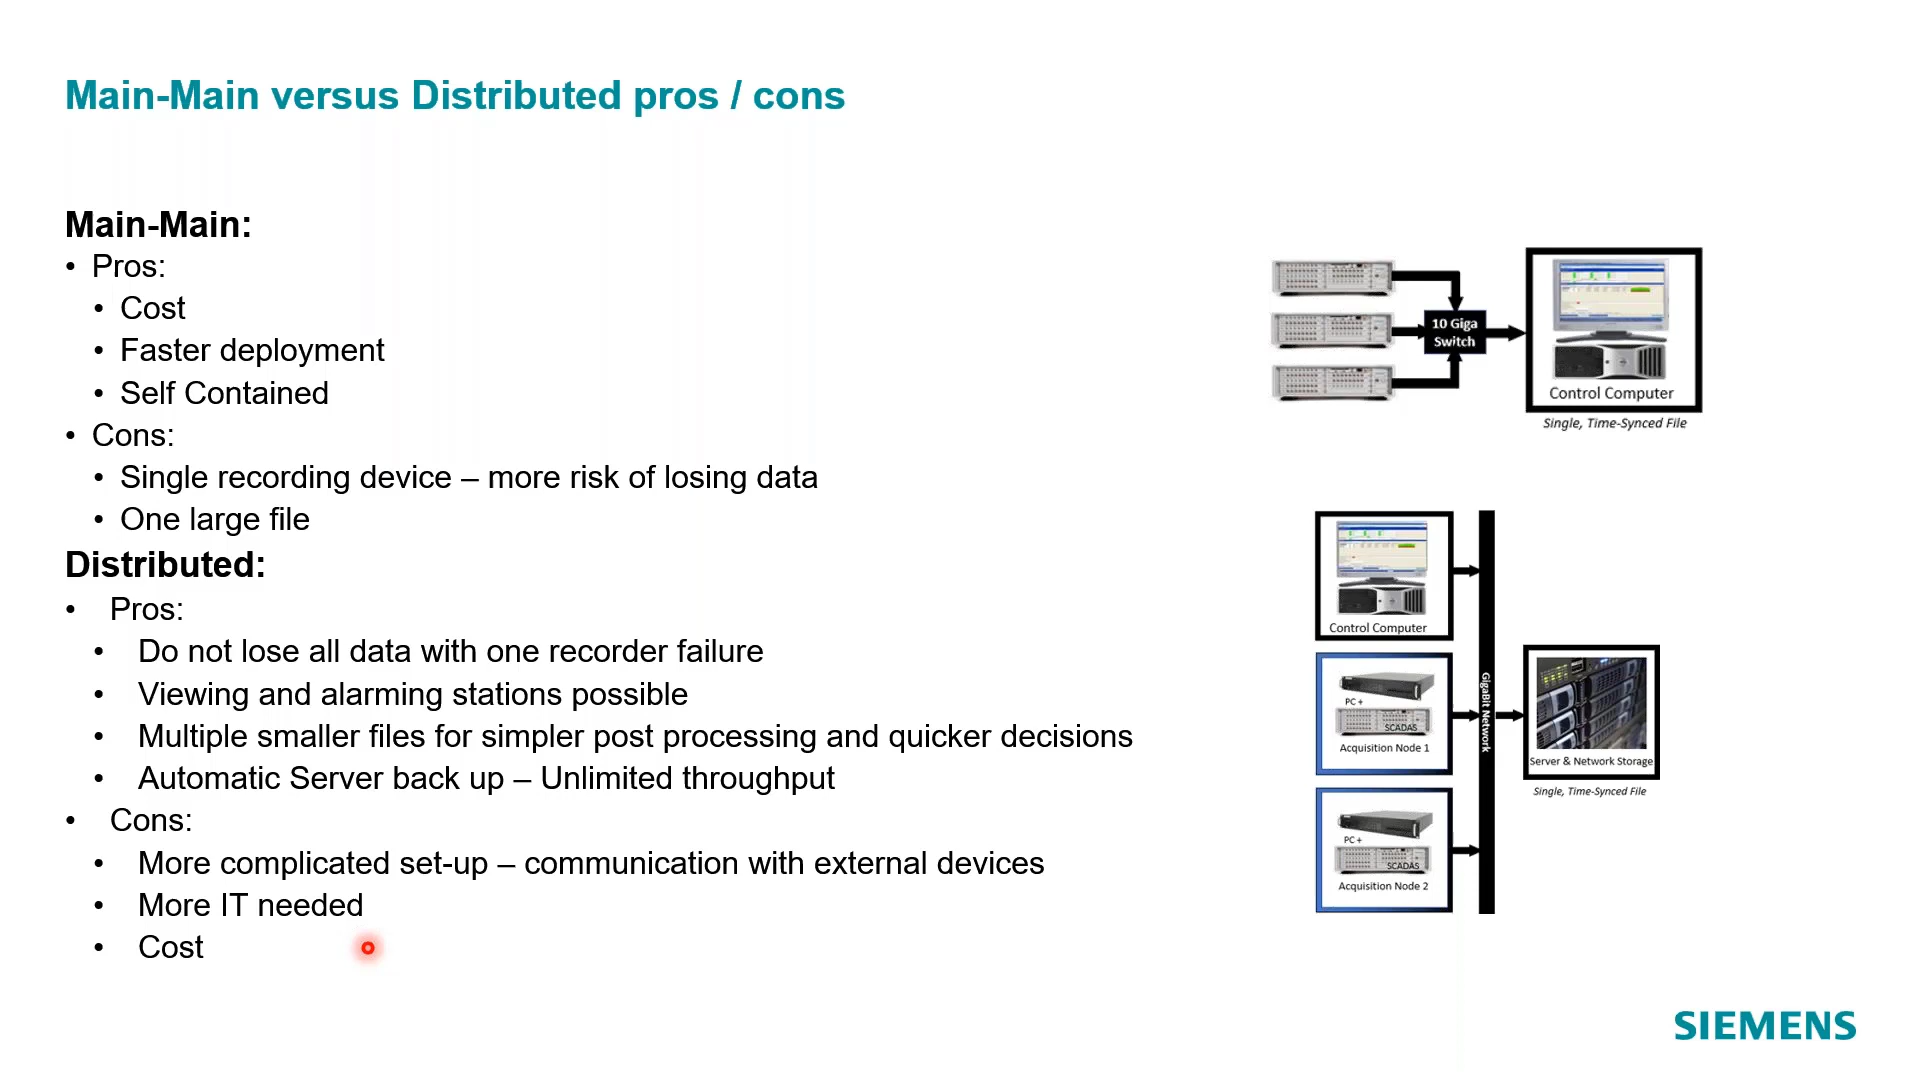 Main-Main versus Distributed pros / cons
Main-Main:
• Pros:
• Cost
• Faster deployment
• Self Contained
• Cons:
• Single recording device – more risk of losing data
• One large file
Distributed:
• Pros:
• Do not lose all data with one recorder failure
• Viewing and alarming stations possible
• Multiple smaller files for simpler post processing and quicker decisions
• Automatic Server back up – Unlimited throughput
• Cons:
• More complicated set-up – communication with external devices
• More IT needed
• Cost
10 Giga
Switch
Control Computer
Single, Time-Synced File
Control Computer
PC +
SCADAS
Acquisition Node 1
PC +
SCADAS
Acquisition Node 2
GigaBit Network
Server & Network Storage
Single, Time-Synced File
SIEMENS